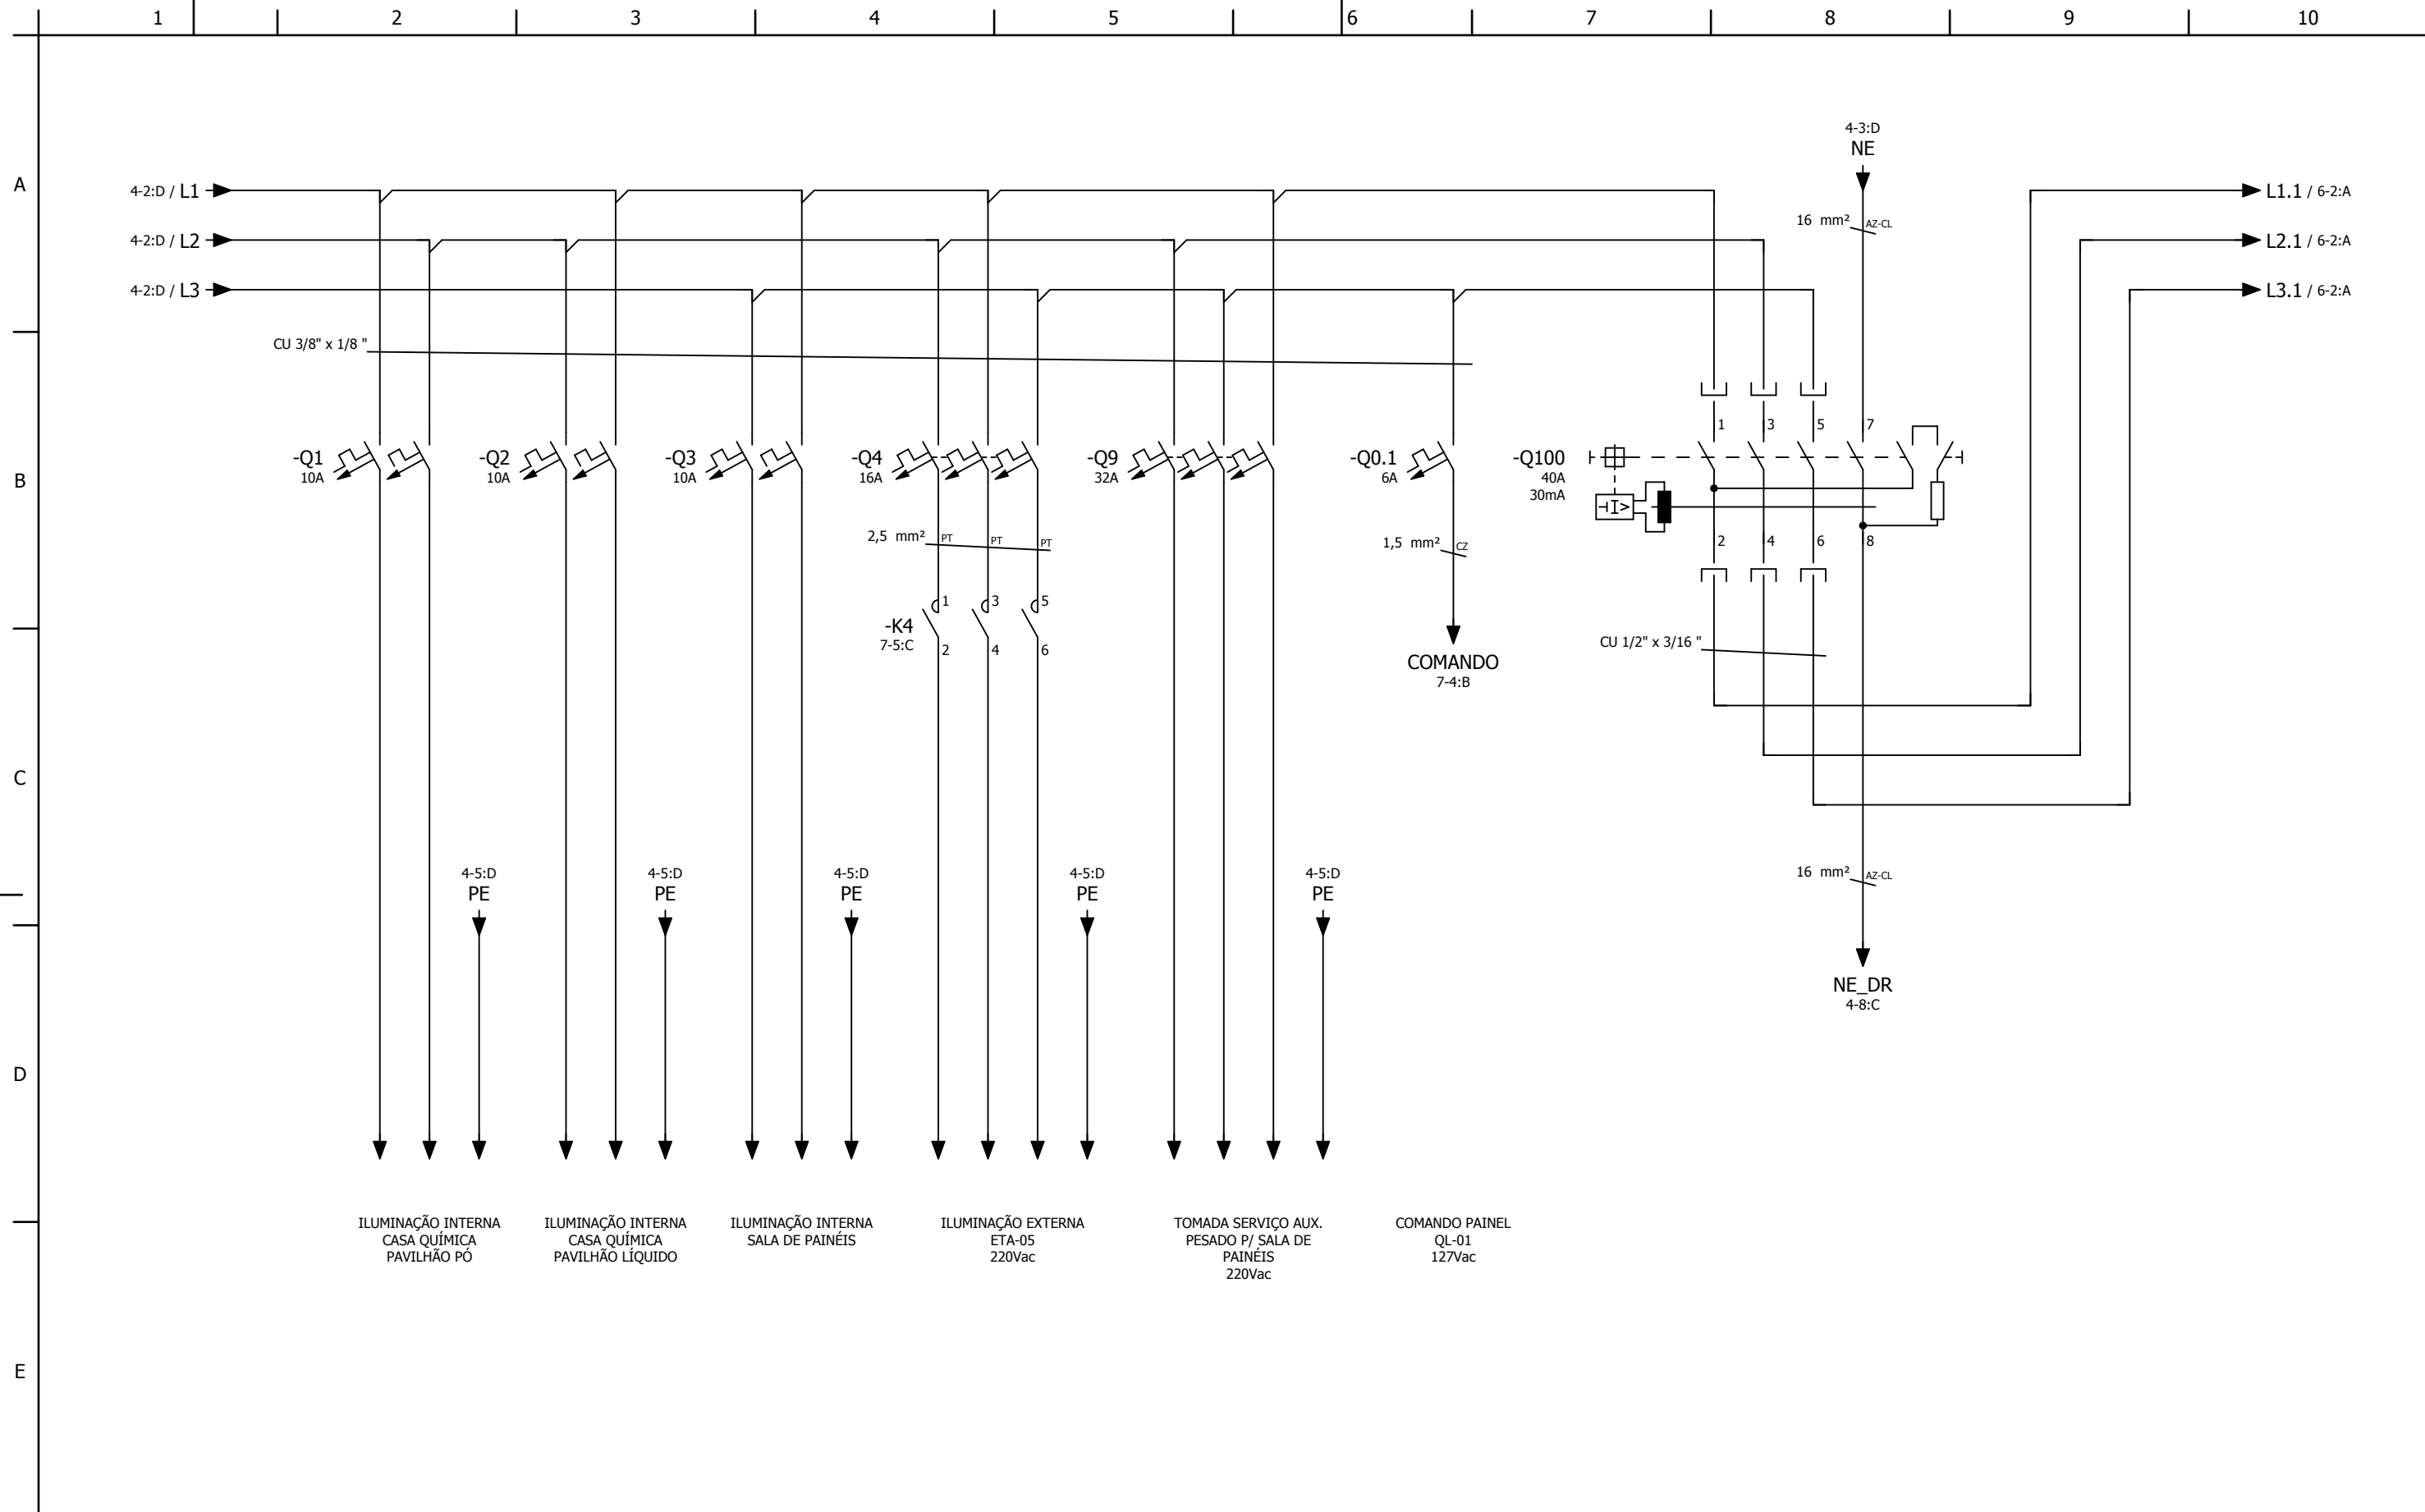 1 2 3 4 5 6 7 8 9 10
A
B
C
D
E
4-2:D / L1
4-2:D / L2
4-2:D / L3
4-3:D
NE
16 mm² AZ-CL
L1.1 / 6-2:A
L2.1 / 6-2:A
L3.1 / 6-2:A
CU 3/8" x 1/8 "
-Q1
10A
-Q2
10A
-Q3
10A
-Q4
16A
-Q9
32A
-Q0.1
6A
-Q100
40A
30mA
1 3 5 7
2 4 6 8
2,5 mm² PT PT PT
1,5 mm² CZ
-K4
7-5:C
1 3 5
2 4 6
COMANDO
7-4:B
CU 1/2" x 3/16 "
4-5:D
PE
4-5:D
PE
4-5:D
PE
4-5:D
PE
4-5:D
PE
16 mm² AZ-CL
NE_DR
4-8:C
ILUMINAÇÃO INTERNA
CASA QUÍMICA
PAVILHÃO PÓ
ILUMINAÇÃO INTERNA
CASA QUÍMICA
PAVILHÃO LÍQUIDO
ILUMINAÇÃO INTERNA
SALA DE PAINÉIS
ILUMINAÇÃO EXTERNA
ETA-05
220Vac
TOMADA SERVIÇO AUX.
PESADO P/ SALA DE
PAINÉIS
220Vac
COMANDO PAINEL
QL-01
127Vac
I>